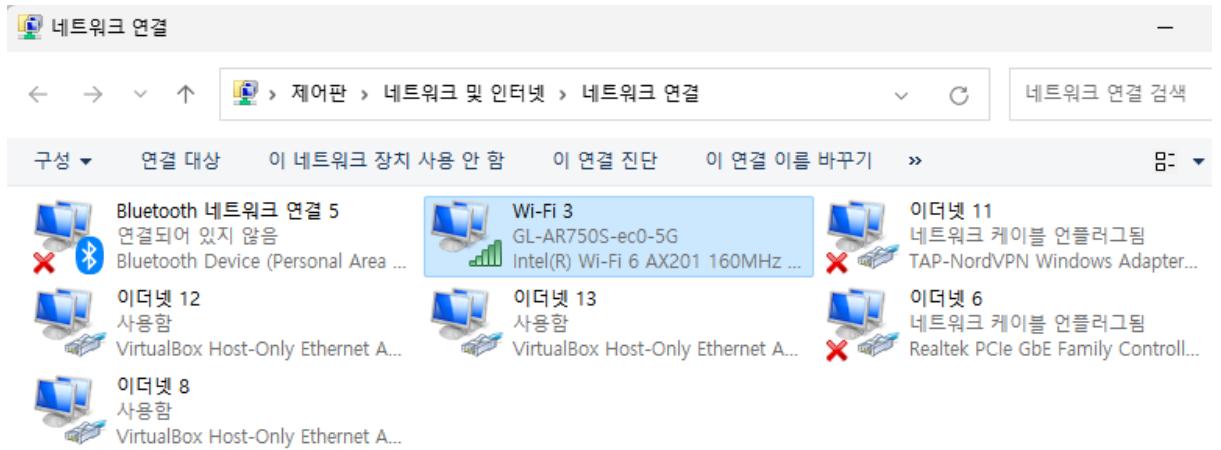 네트워크 연결
제어판 › 네트워크 및 인터넷 › 네트워크 연결
네트워크 연결 검색
구성 연결 대상 이 네트워크 장치 사용 안 함 이 연결 진단 이 연결 이름 바꾸기 »
Bluetooth 네트워크 연결 5
연결되어 있지 않음
Bluetooth Device (Personal Area ...
Wi-Fi 3
GL-AR750S-ec0-5G
Intel(R) Wi-Fi 6 AX201 160MHz ...
이더넷 11
네트워크 케이블 언플러그됨
TAP-NordVPN Windows Adapter...
이더넷 12
사용함
VirtualBox Host-Only Ethernet A...
이더넷 13
사용함
VirtualBox Host-Only Ethernet A...
이더넷 6
네트워크 케이블 언플러그됨
Realtek PCIe GbE Family Controll...
이더넷 8
사용함
VirtualBox Host-Only Ethernet A...